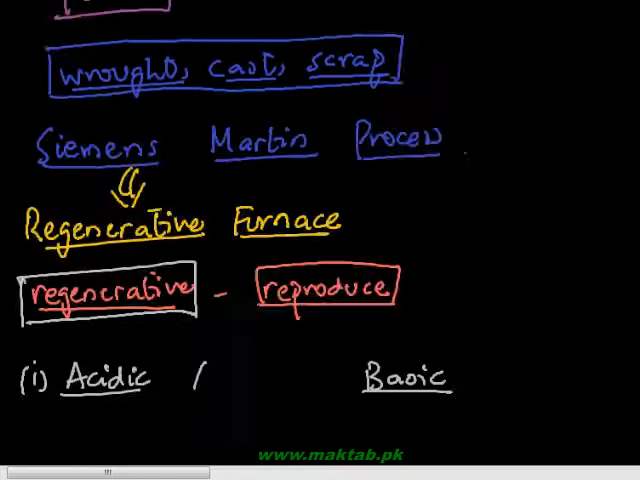 wrought, cast, scrap
Siemens Martin Process
Regenerative Furnace
regenerative - reproduce
(i) Acidic / Basic
www.maktab.pk